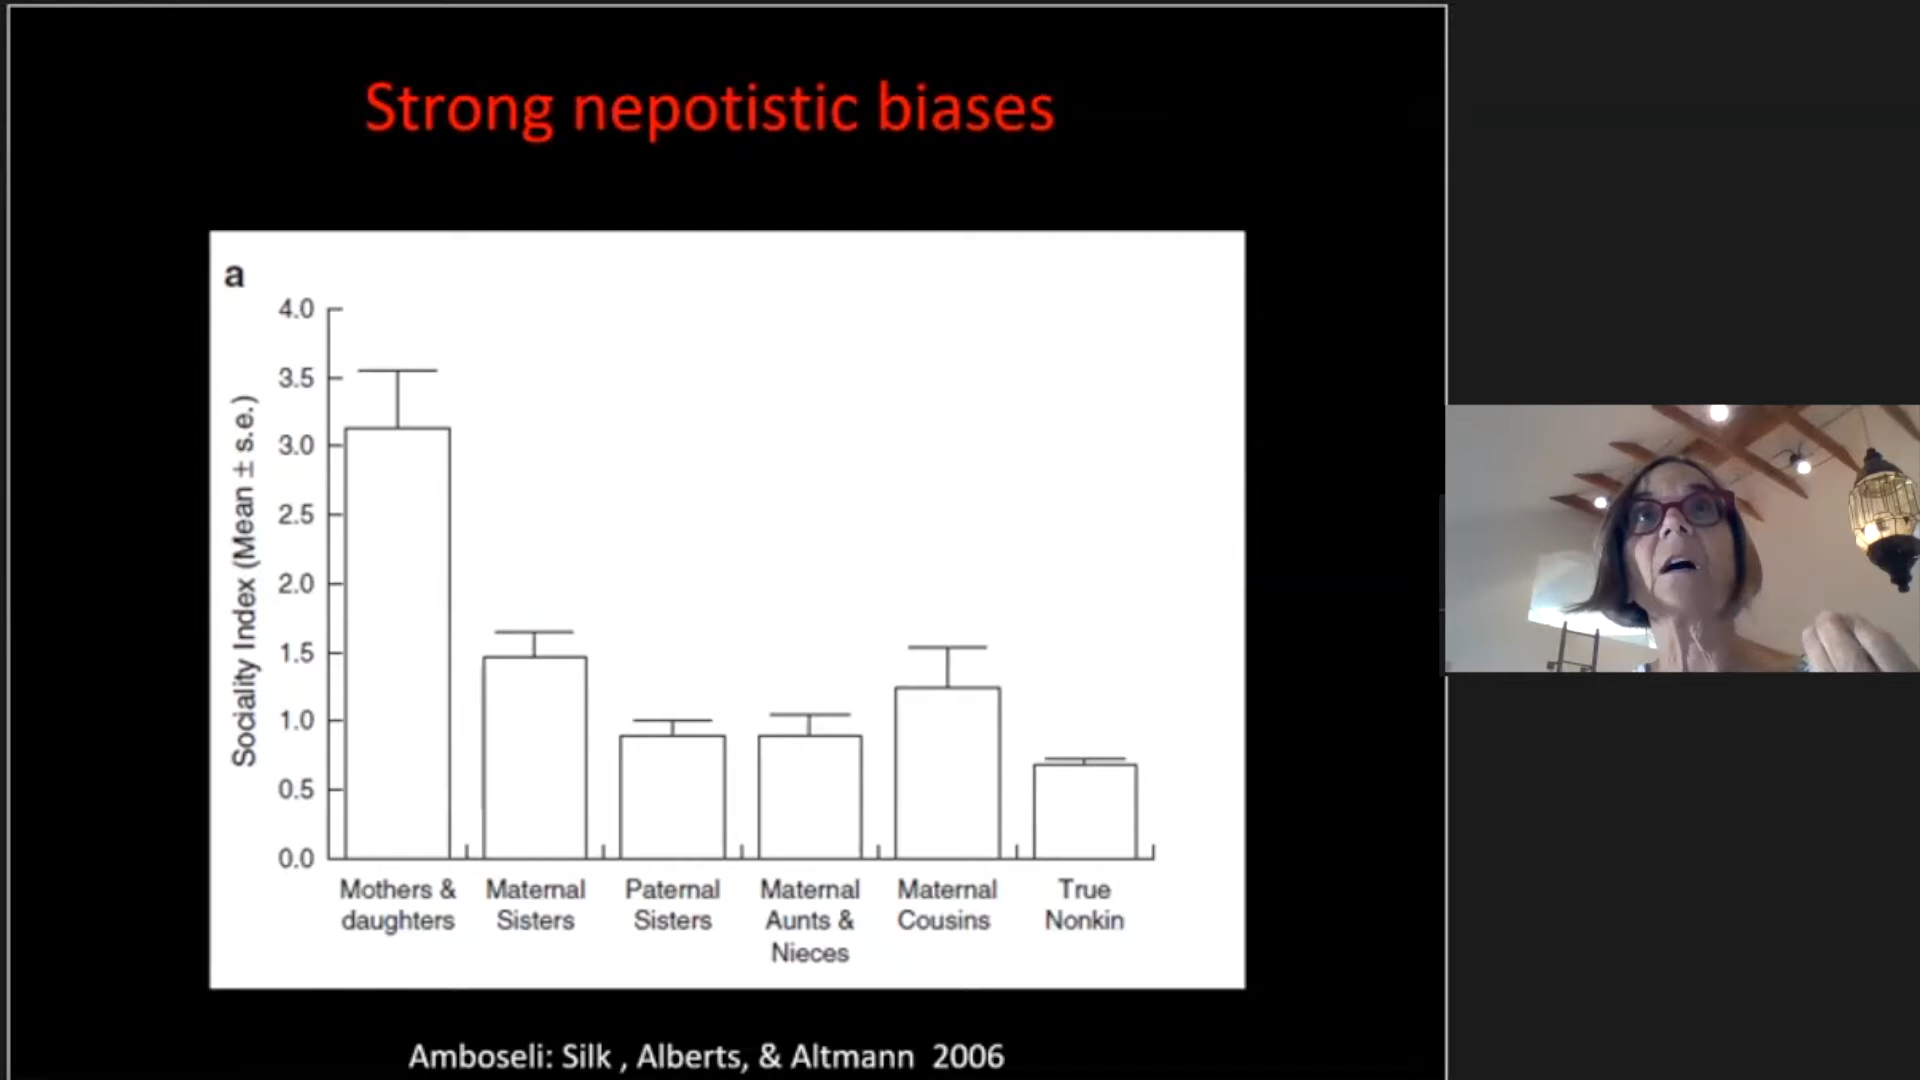 Strong nepotistic biases
a
4.0
3.5
3.0
2.5
2.0
1.5
1.0
0.5
0.0
Sociality Index (Mean ± s.e.)
Mothers &
daughters
Maternal
Sisters
Paternal
Sisters
Maternal
Aunts &
Nieces
Maternal
Cousins
True
Nonkin
Amboseli: Silk , Alberts, & Altmann  2006